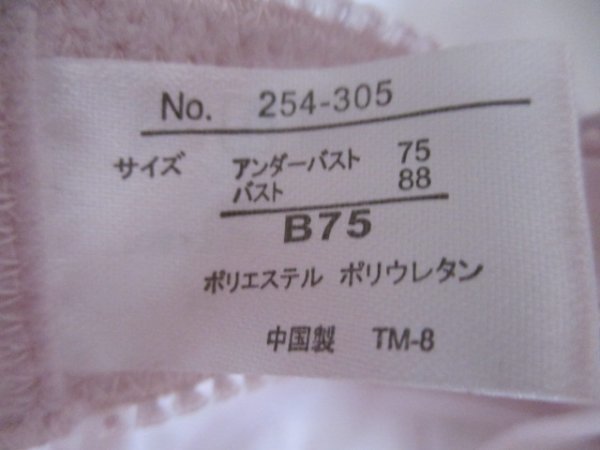 No. 254-305
サイズ アンダーバスト 75
バスト 88
B75
ポリエステル ポリウレタン
中国製 TM-8